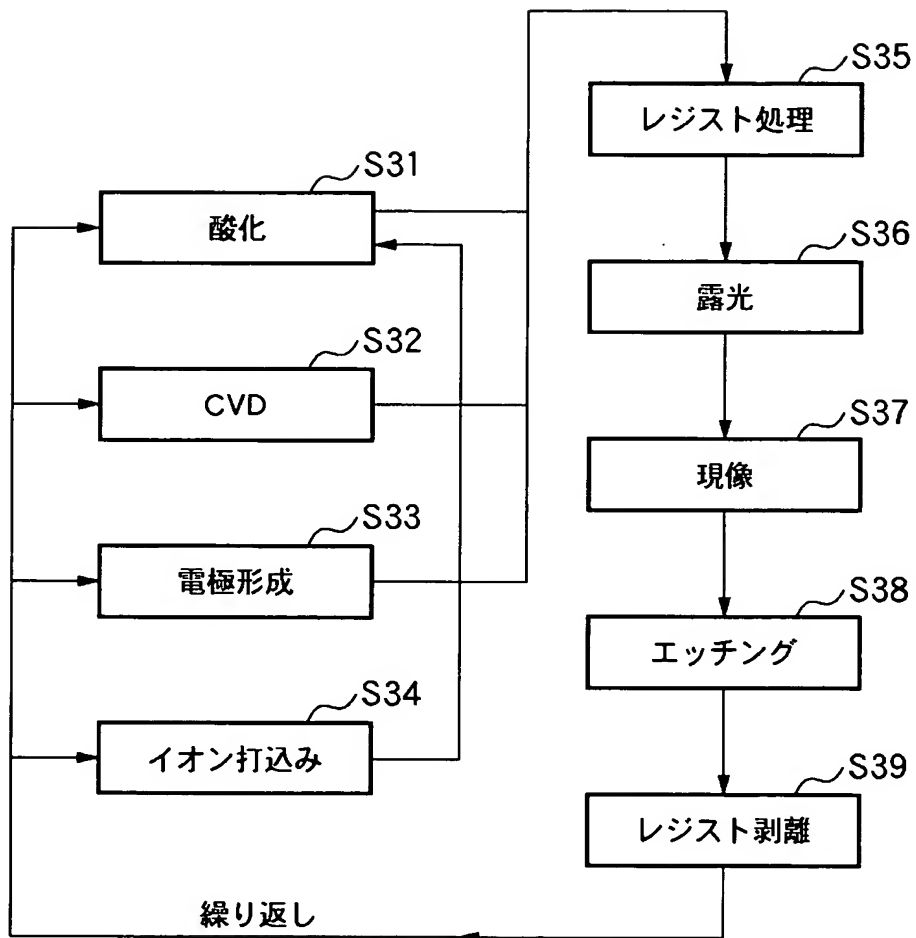 S31
酸化
S32
CVD
S33
電極形成
S34
イオン打込み
S35
レジスト処理
S36
露光
S37
現像
S38
エッチング
S39
レジスト剥離
繰り返し